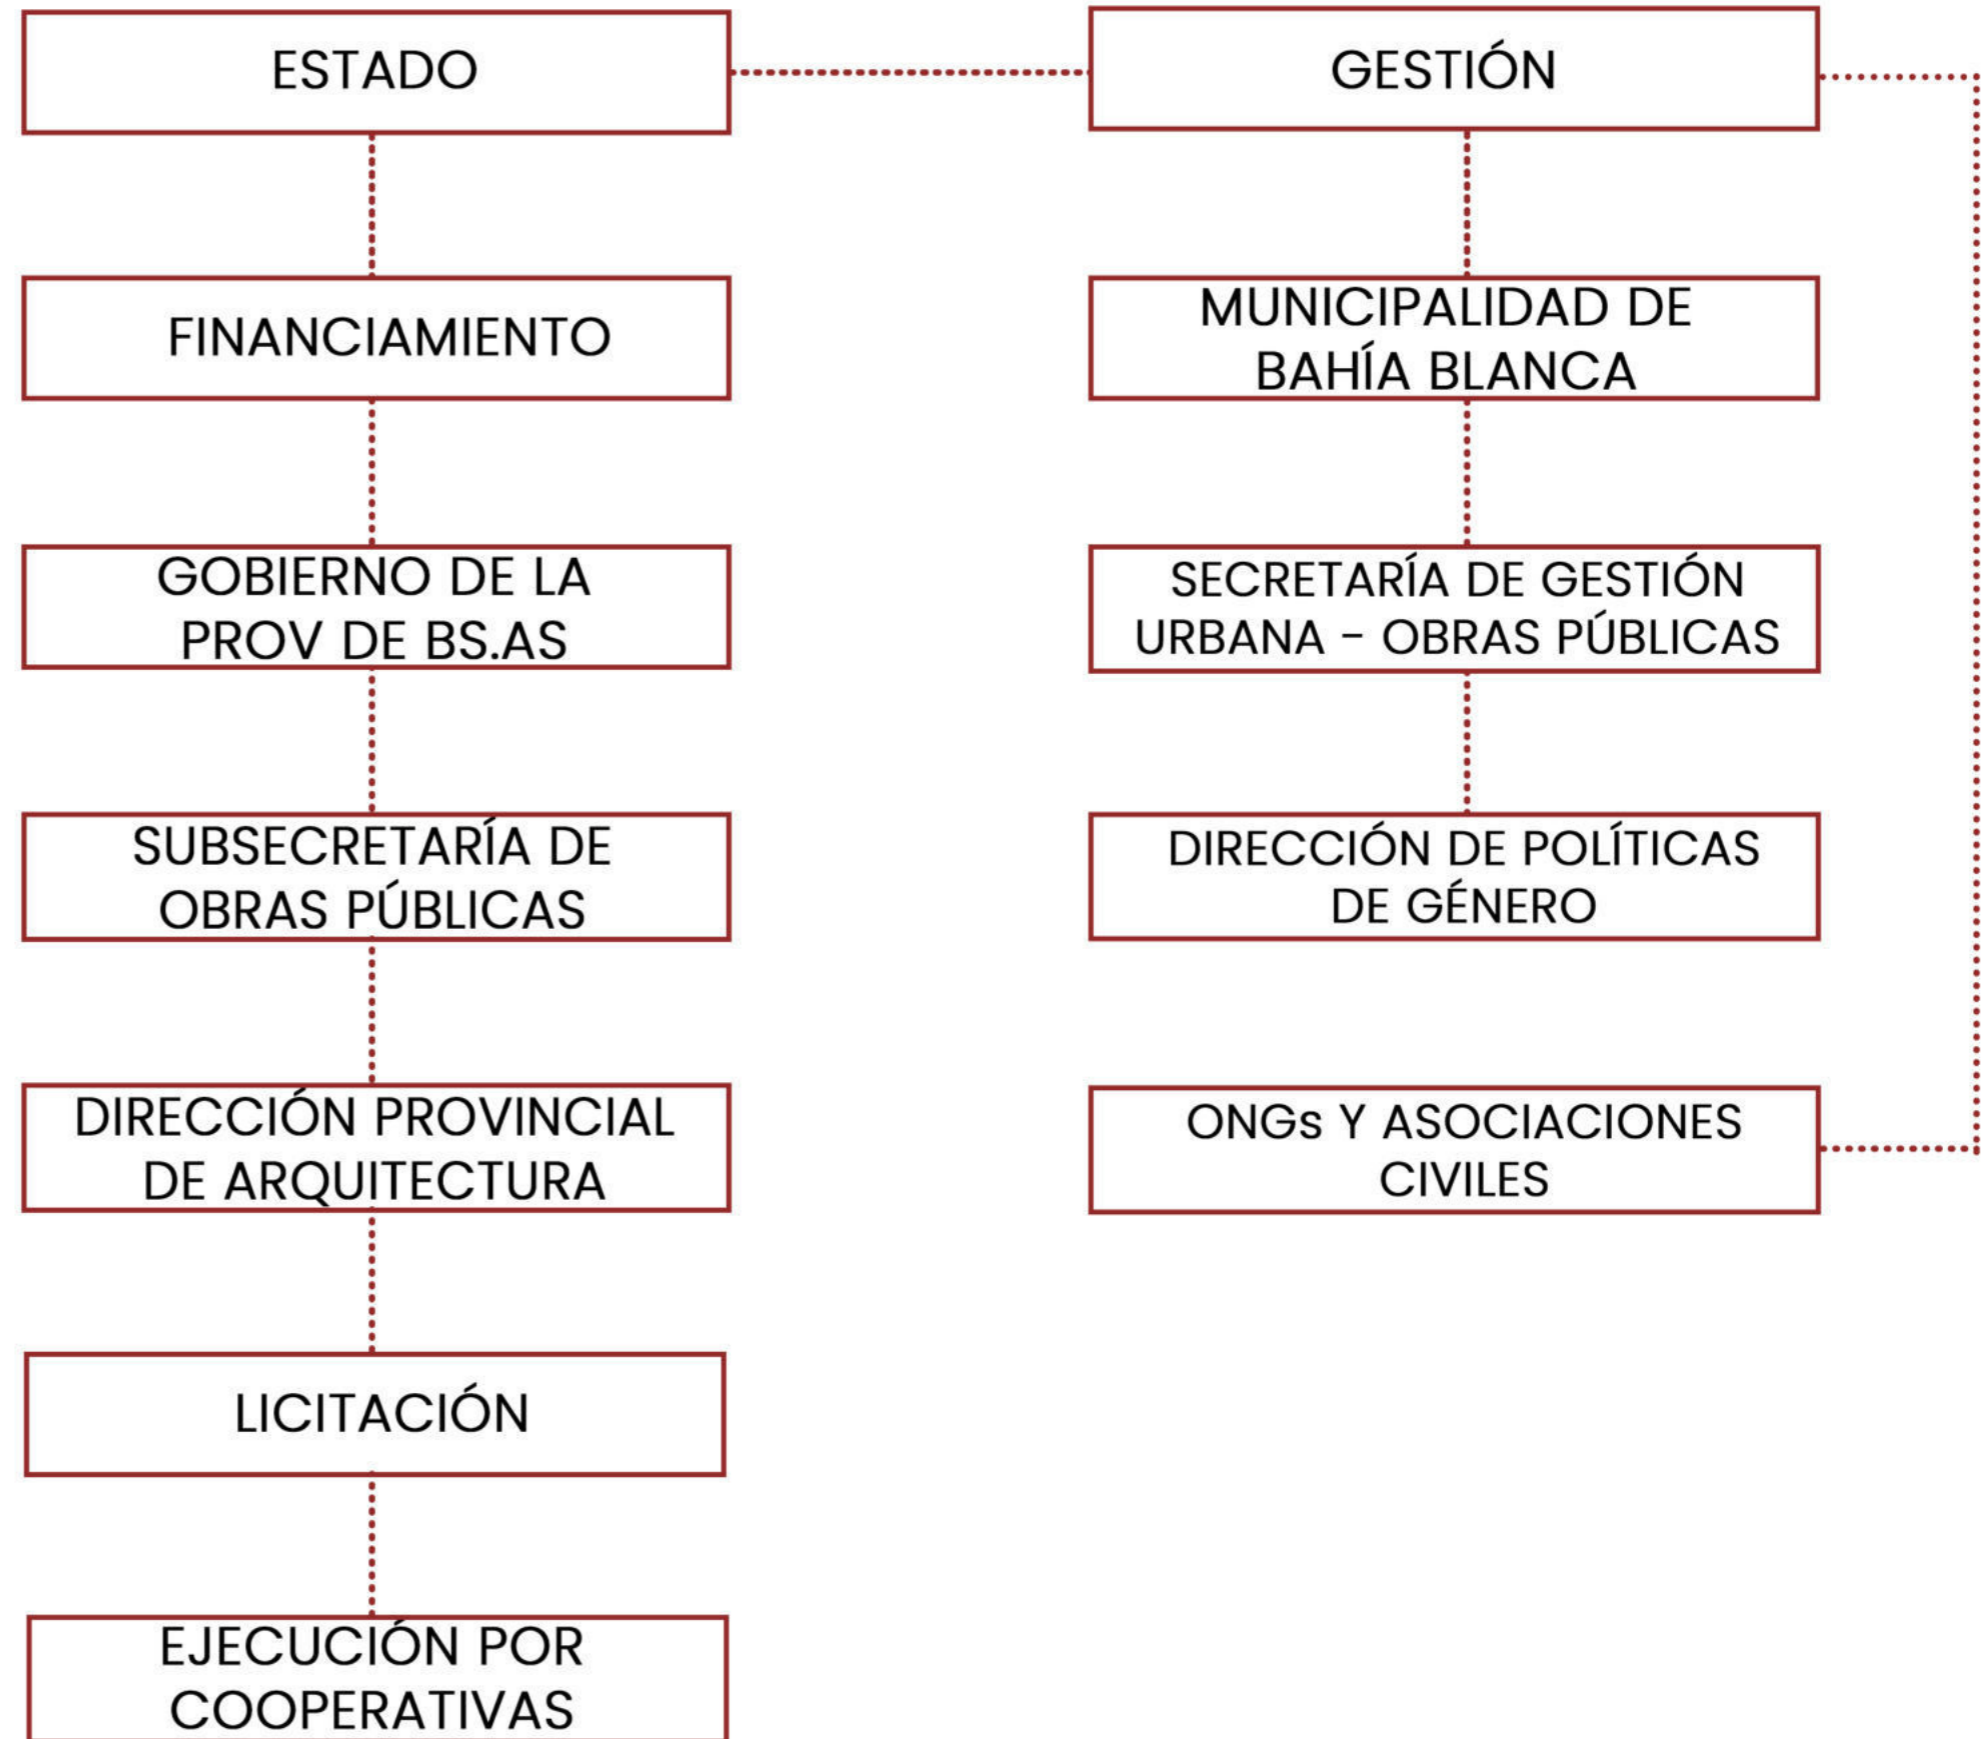 ESTADO
FINANCIAMIENTO
GOBIERNO DE LA
PROV DE BS.AS
SUBSECRETARÍA DE
OBRAS PÚBLICAS
DIRECCIÓN PROVINCIAL
DE ARQUITECTURA
LICITACIÓN
EJECUCIÓN POR
COOPERATIVAS
GESTIÓN
MUNICIPALIDAD DE
BAHÍA BLANCA
SECRETARÍA DE GESTIÓN
URBANA - OBRAS PÚBLICAS
DIRECCIÓN DE POLÍTICAS
DE GÉNERO
ONGs Y ASOCIACIONES
CIVILES